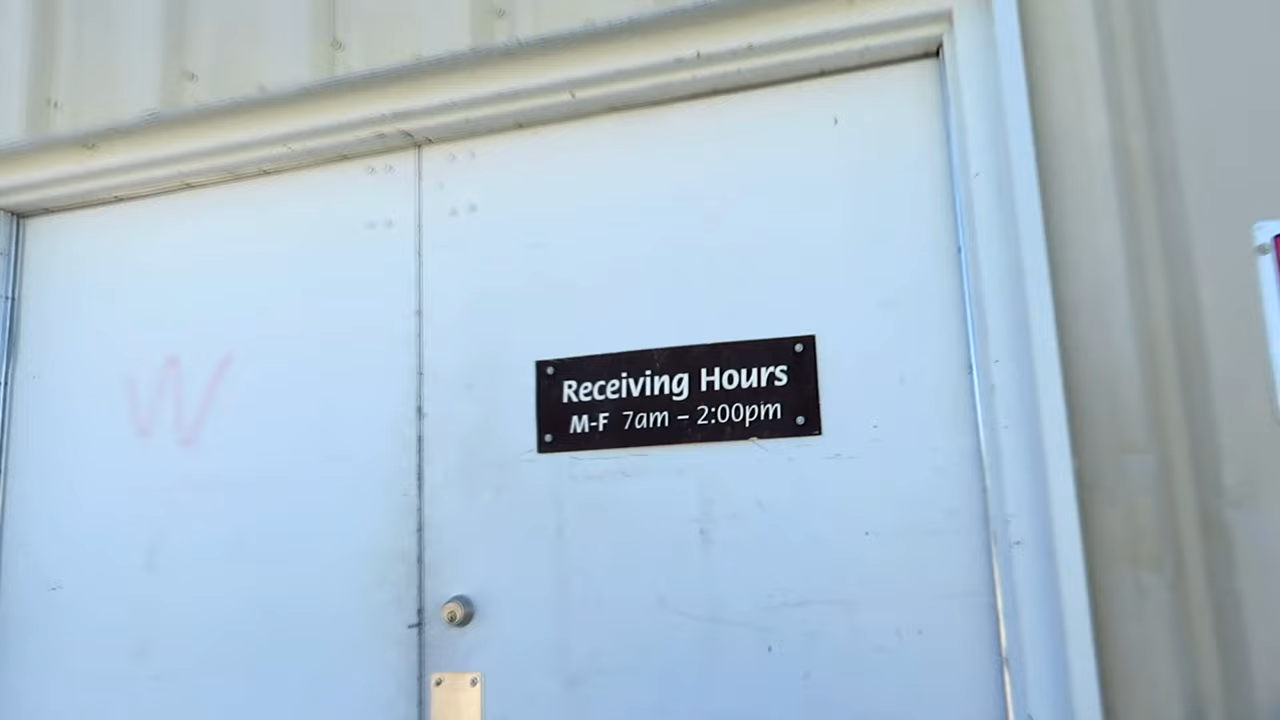 W
Receiving Hours
M-F 7am – 2:00pm